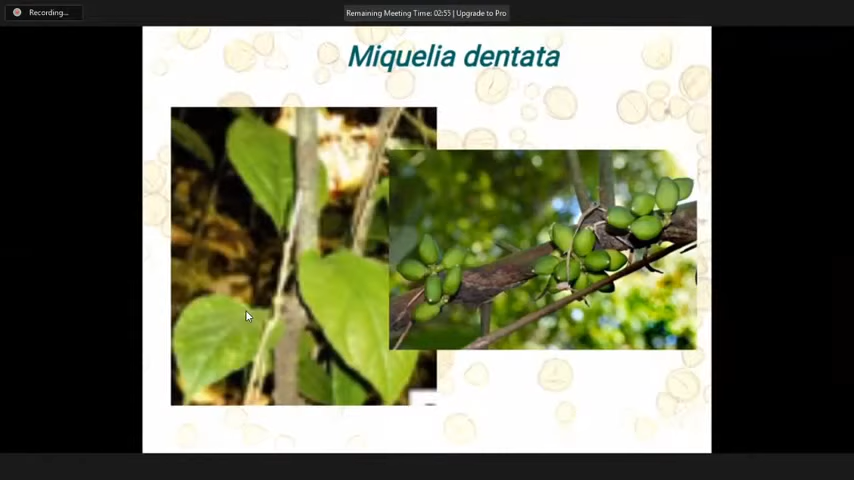 Recording...
Remaining Meeting Time: 02:55 | Upgrade to Pro
Miquelia dentata